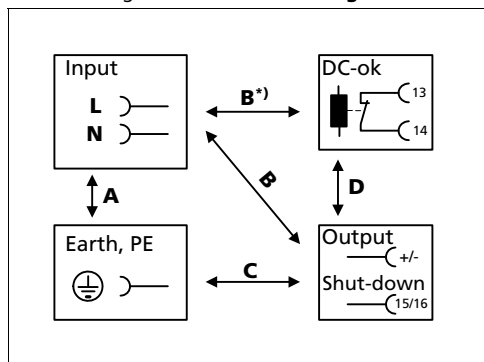 Input
L
N
B*)
DC-ok
13
14
A
B
D
Earth, PE
C
Output
+/-
Shut-down
15/16